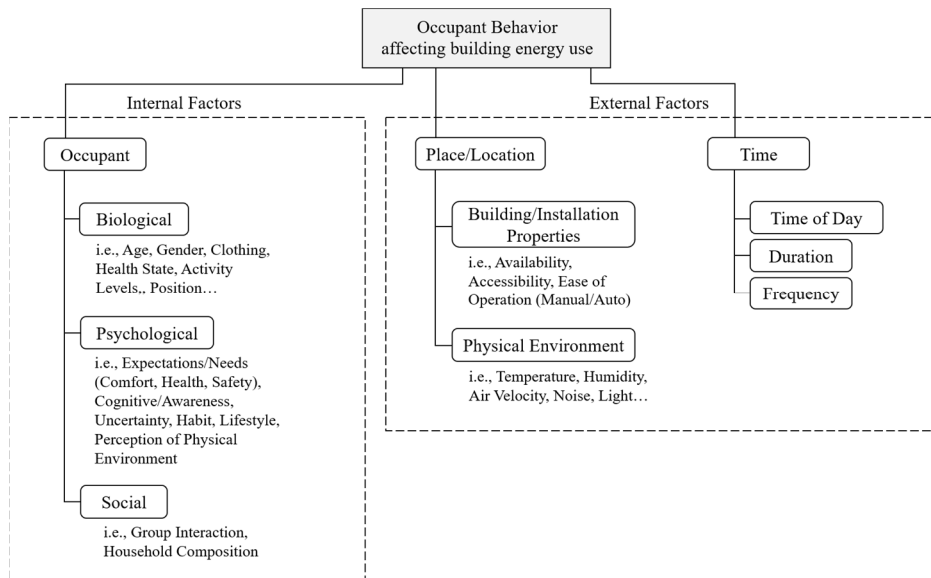 Occupant Behavior
affecting building energy use
Internal Factors
External Factors
Occupant
Biological
i.e., Age, Gender, Clothing,
Health State, Activity
Levels,, Position…
Psychological
i.e., Expectations/Needs
(Comfort, Health, Safety),
Cognitive/Awareness,
Uncertainty, Habit, Lifestyle,
Perception of Physical
Environment
Social
i.e., Group Interaction,
Household Composition
Place/Location
Building/Installation
Properties
i.e., Availability,
Accessibility, Ease of
Operation (Manual/Auto)
Physical Environment
i.e., Temperature, Humidity,
Air Velocity, Noise, Light…
Time
Time of Day
Duration
Frequency